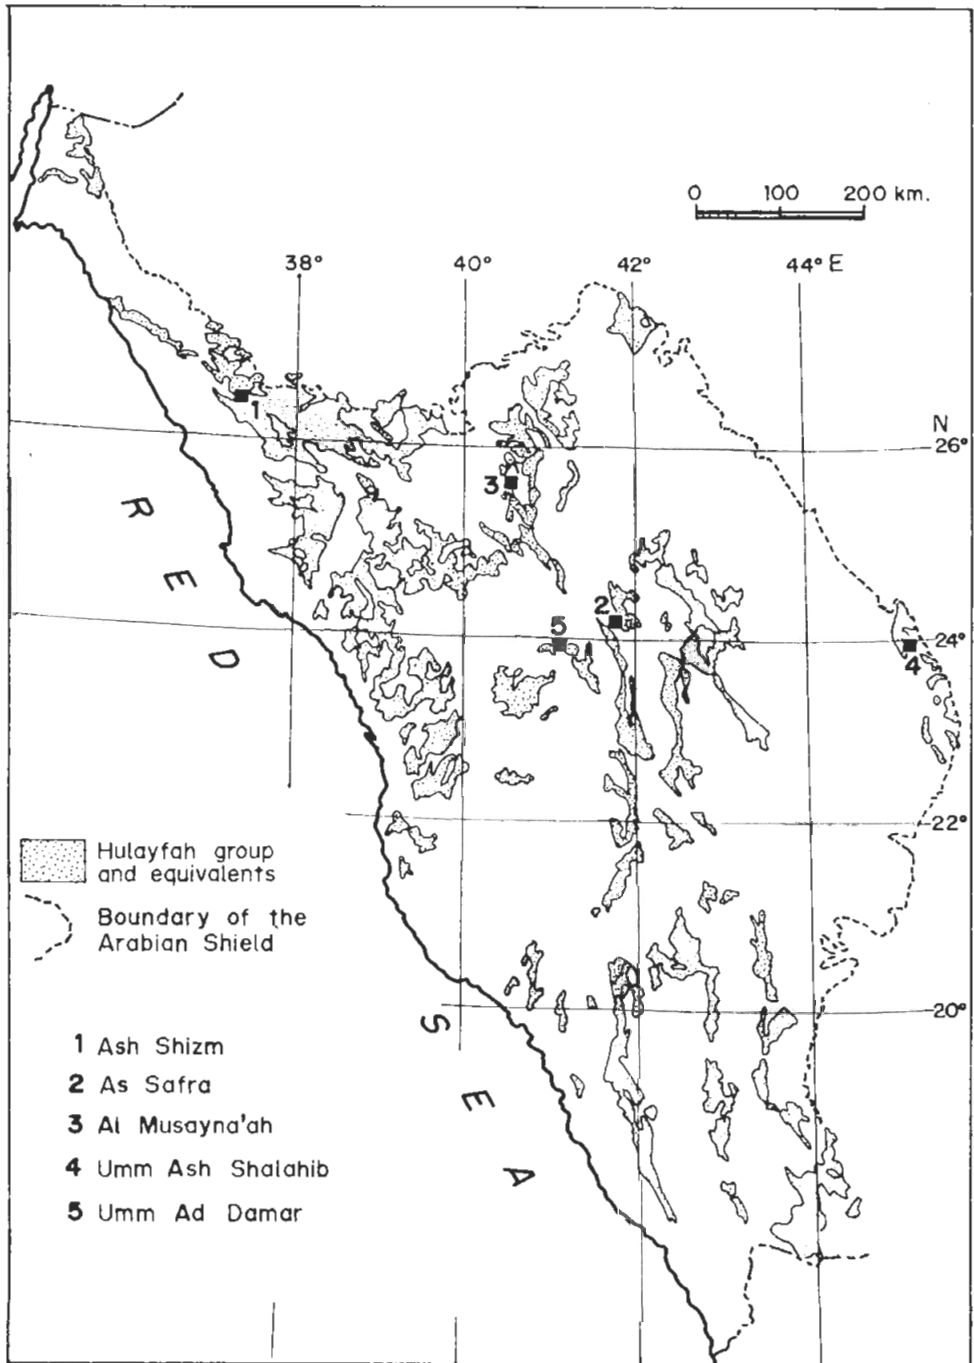 0 100 200 km.
38° 40° 42° 44° E
1
N
26°
3
2
5
24°
4
22°
20°
RED SEA
Hulayfah group
and equivalents
Boundary of the
Arabian Shield
1 Ash Shizm
2 As Safra
3 Al Musayna'ah
4 Umm Ash Shalahib
5 Umm Ad Damar